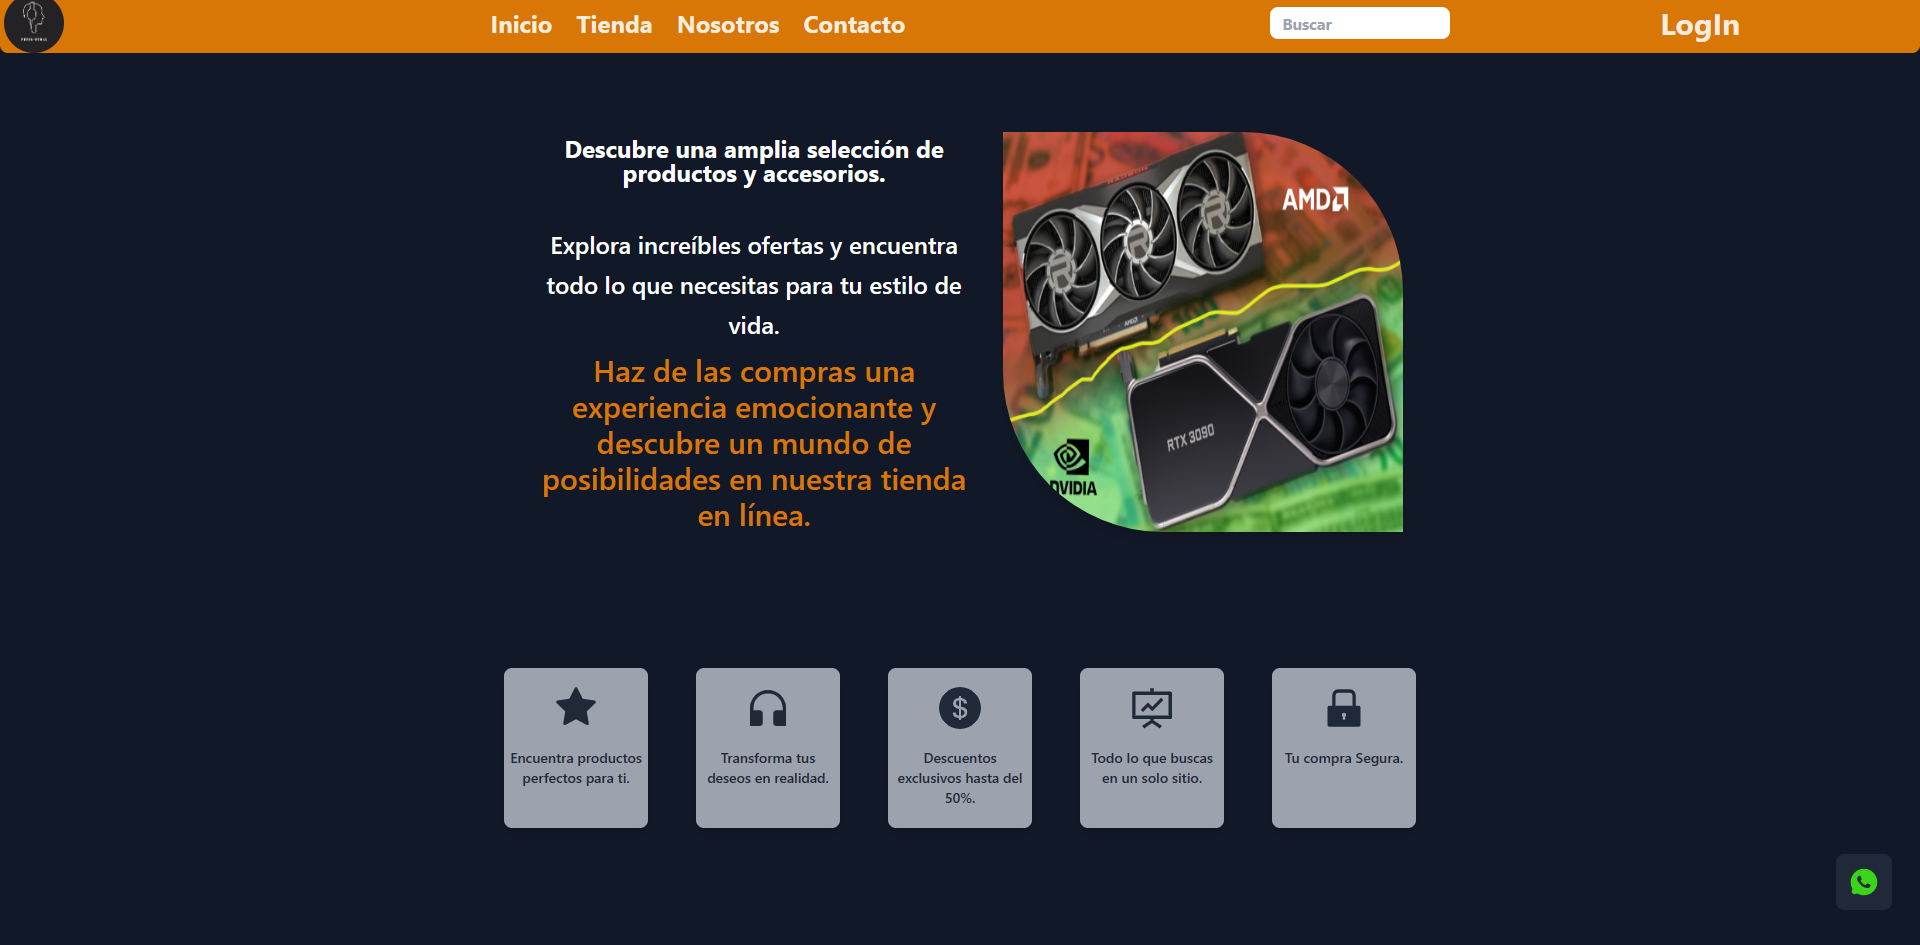 Inicio Tienda Nosotros Contacto Buscar LogIn
Descubre una amplia selección de
productos y accesorios.
Explora increíbles ofertas y encuentra
todo lo que necesitas para tu estilo de
vida.
Haz de las compras una
experiencia emocionante y
descubre un mundo de
posibilidades en nuestra tienda
en línea.
AMD
RTX 3090
VIDIA
Encuentra productos
perfectos para ti.
Transforma tus
deseos en realidad.
Descuentos
exclusivos hasta del
50%.
Todo lo que buscas
en un solo sitio.
Tu compra Segura.